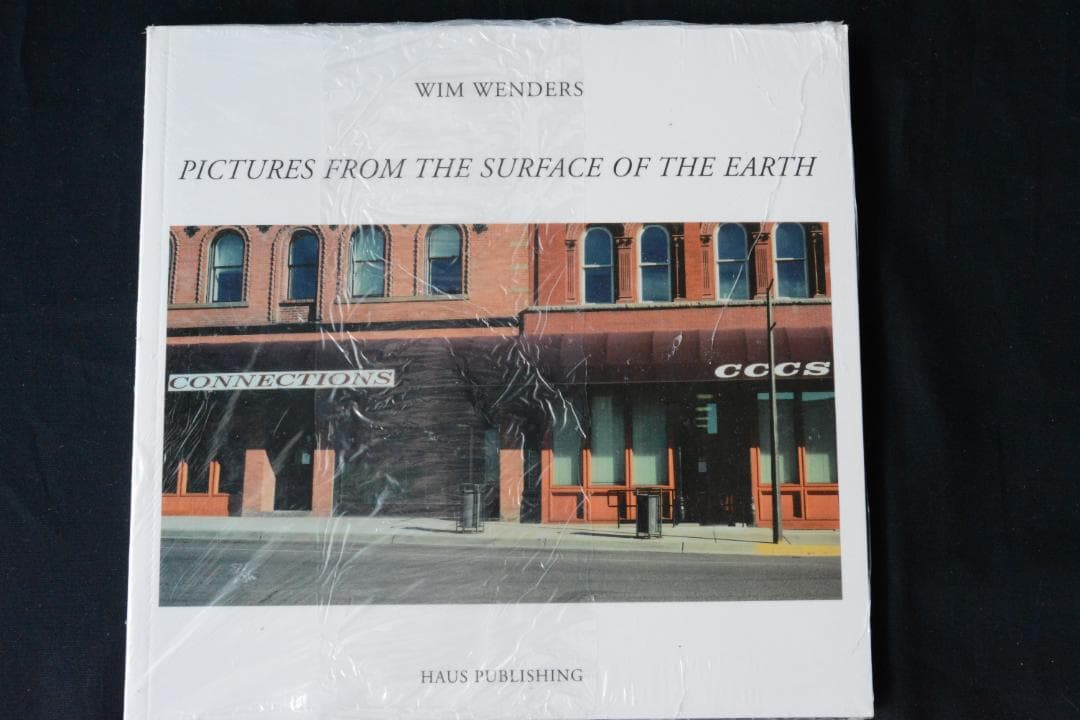 WIM WENDERS
PICTURES FROM THE SURFACE OF THE EARTH
CONNECTIONS
CCCS
HAUS PUBLISHING